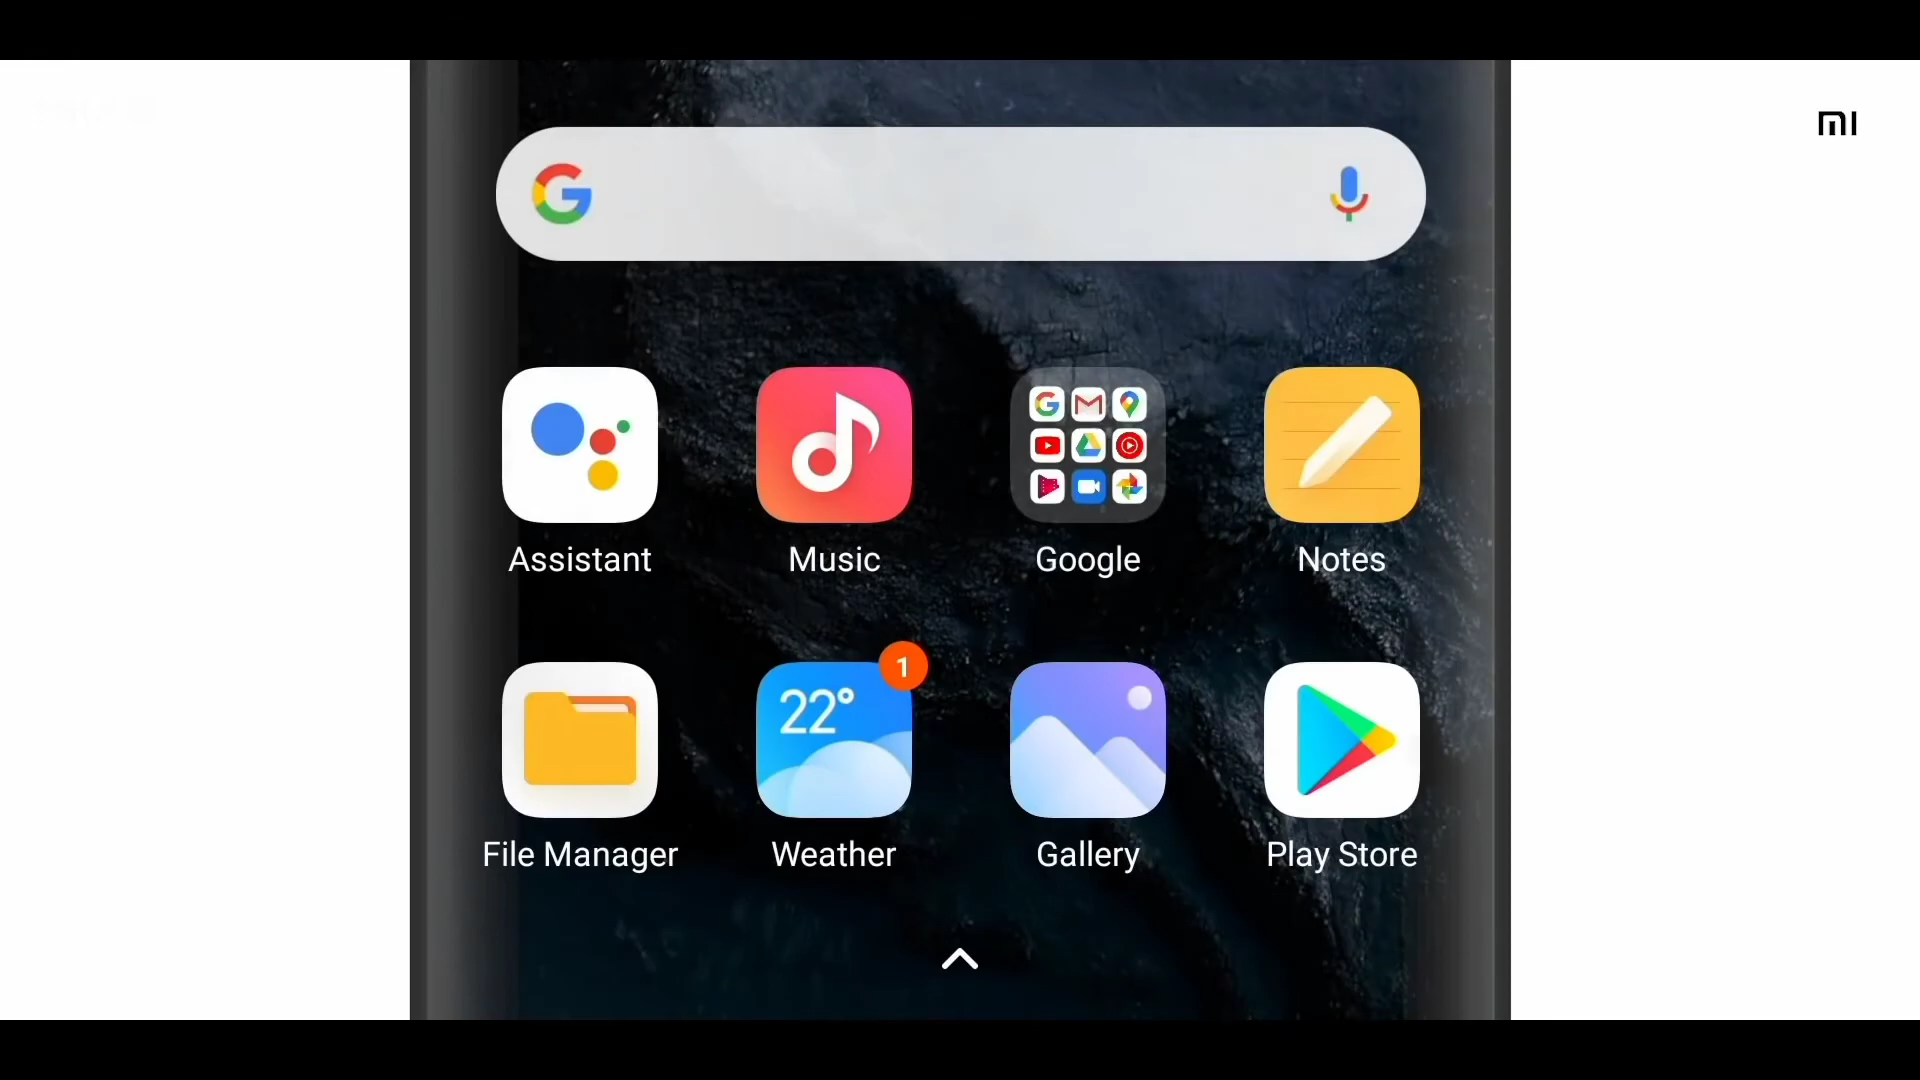 mi
Assistant
Music
Google
Notes
1
22°
File Manager
Weather
Gallery
Play Store